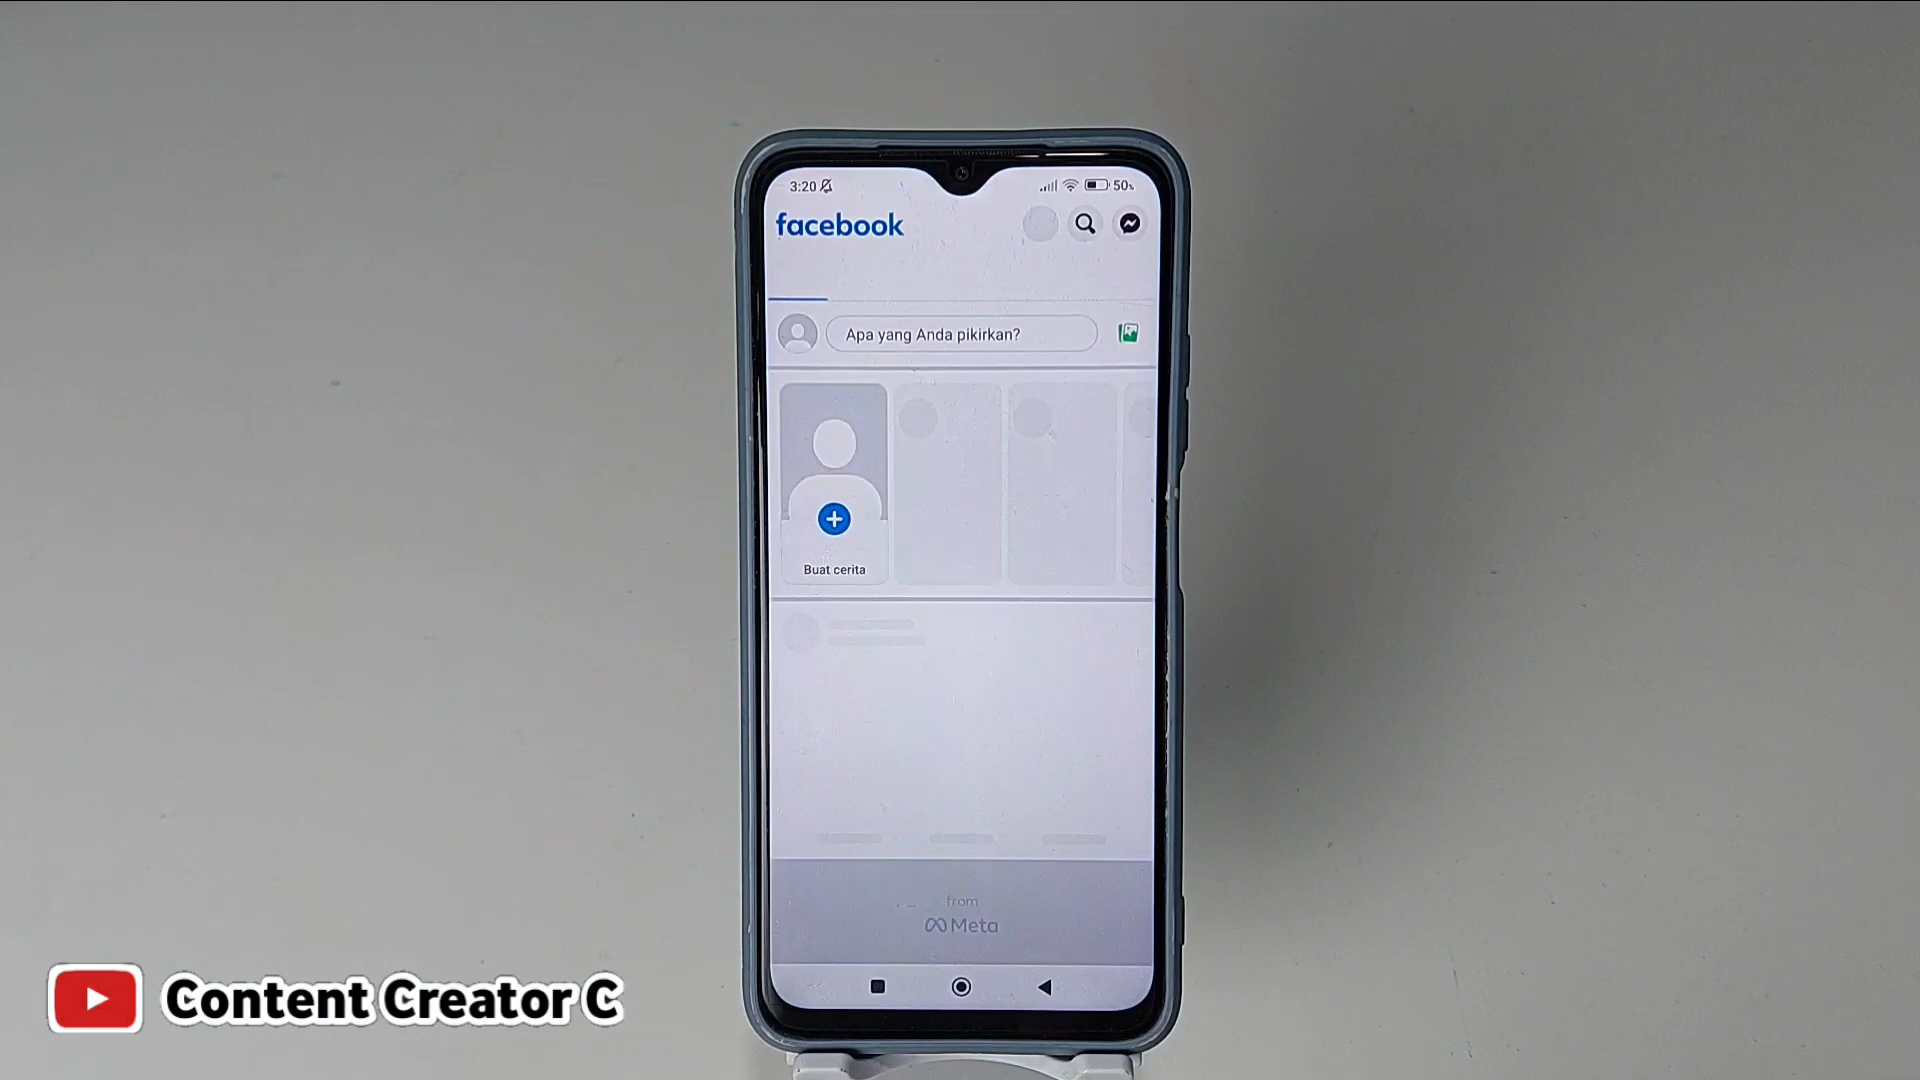 3:20
50%
facebook
Apa yang Anda pikirkan?
Buat cerita
from
Meta
Content Creator C